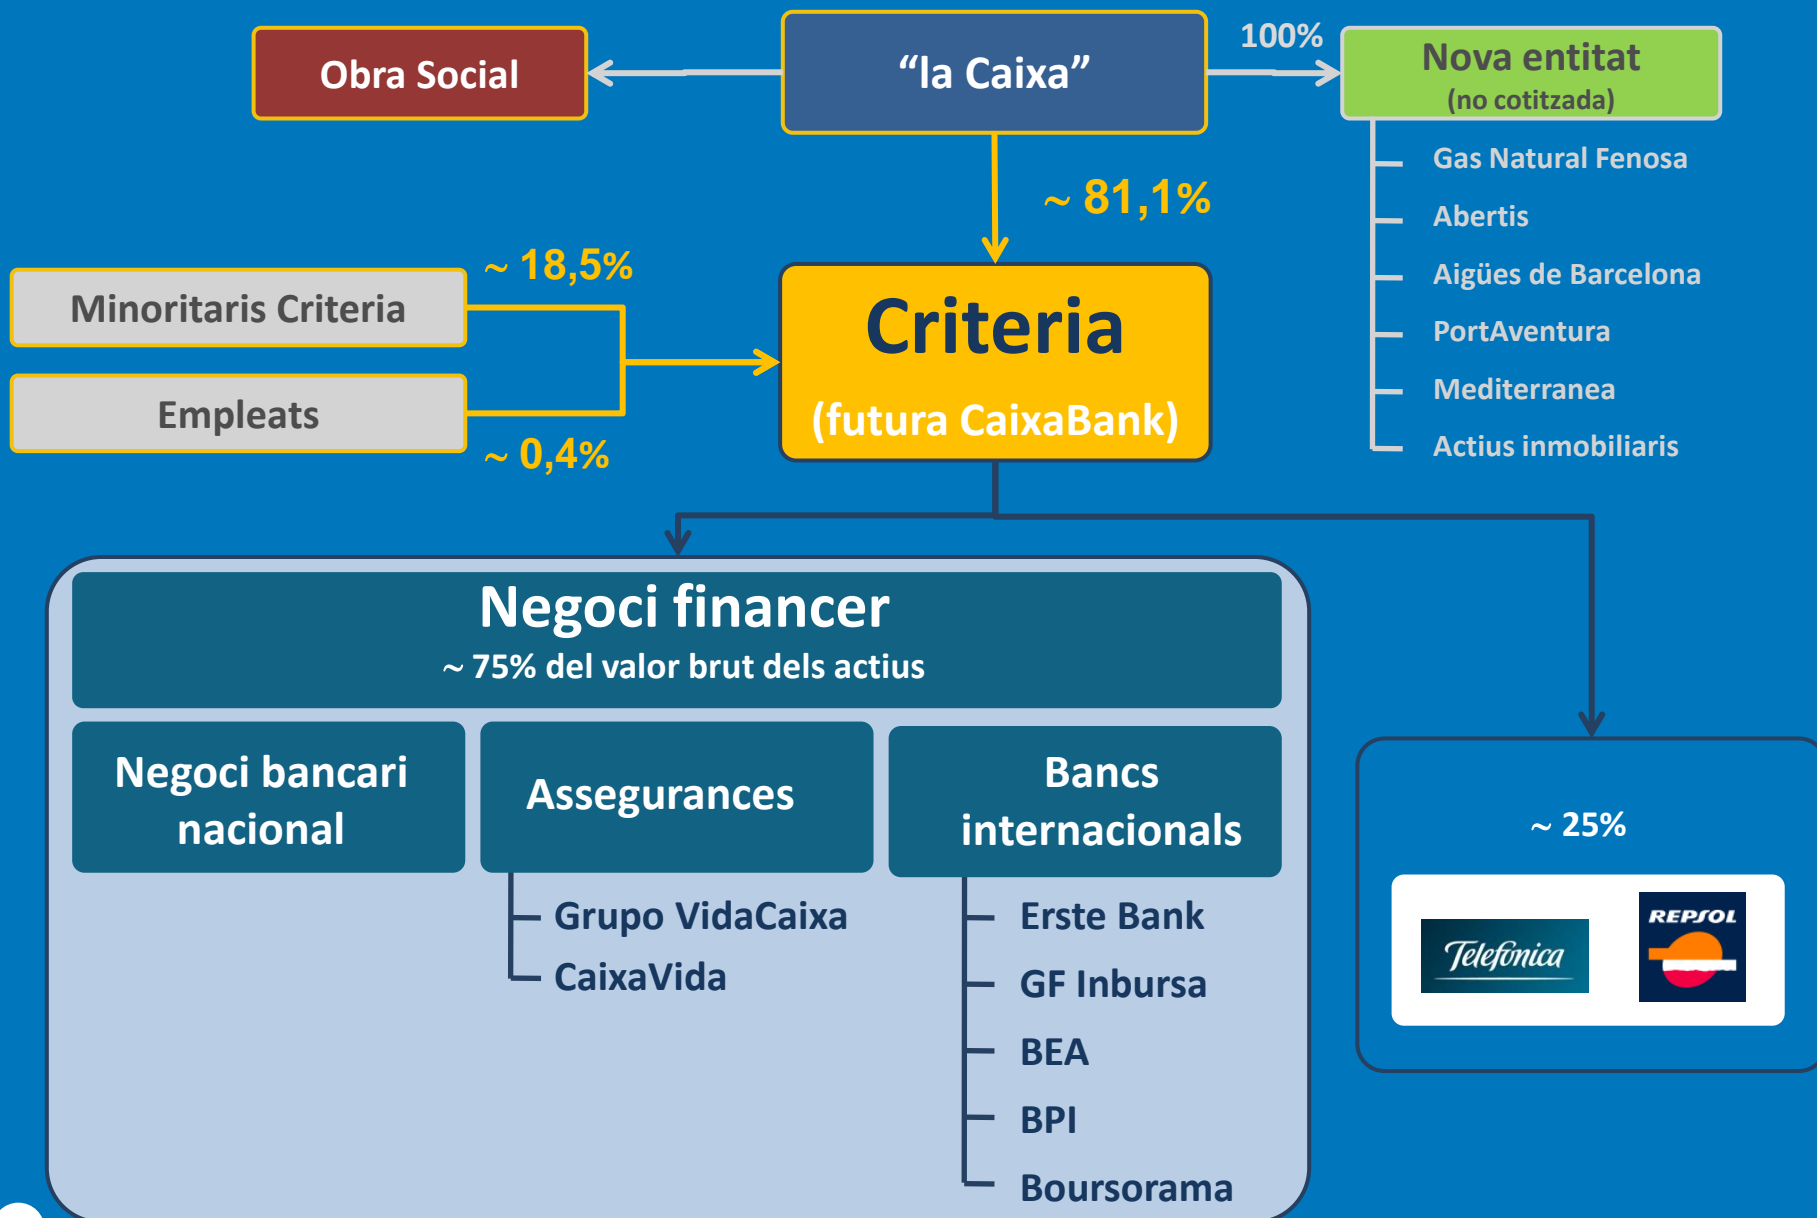 Obra Social
“la Caixa”
100%
Nova entitat
(no cotitzada)
Gas Natural Fenosa
Abertis
Aigües de Barcelona
PortAventura
Mediterranea
Actius inmobiliaris
~ 81,1%
~ 18,5%
Minoritaris Criteria
Empleats
~ 0,4%
Criteria
(futura CaixaBank)
Negoci financer
~ 75% del valor brut dels actius
Negoci bancari
nacional
Assegurances
Grupo VidaCaixa
CaixaVida
Bancs
internacionals
Erste Bank
GF Inbursa
BEA
BPI
Boursorama
~ 25%
Telefónica
REPSOL